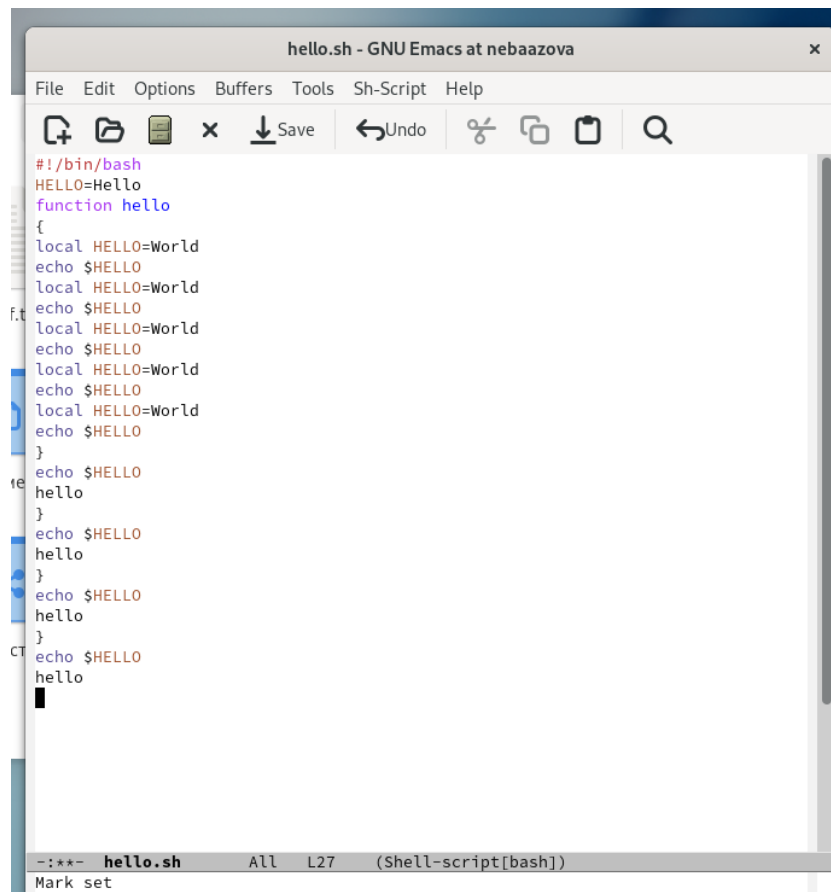 hello.sh - GNU Emacs at nebaazova
File Edit Options Buffers Tools Sh-Script Help
Save Undo
#!/bin/bash
HELLO=Hello
function hello
{
local HELLO=World
echo $HELLO
local HELLO=World
echo $HELLO
local HELLO=World
echo $HELLO
local HELLO=World
echo $HELLO
local HELLO=World
echo $HELLO
}
echo $HELLO
hello
}
echo $HELLO
hello
}
echo $HELLO
hello
}
echo $HELLO
hello
-:**- hello.sh All L27 (Shell-script[bash])
Mark set